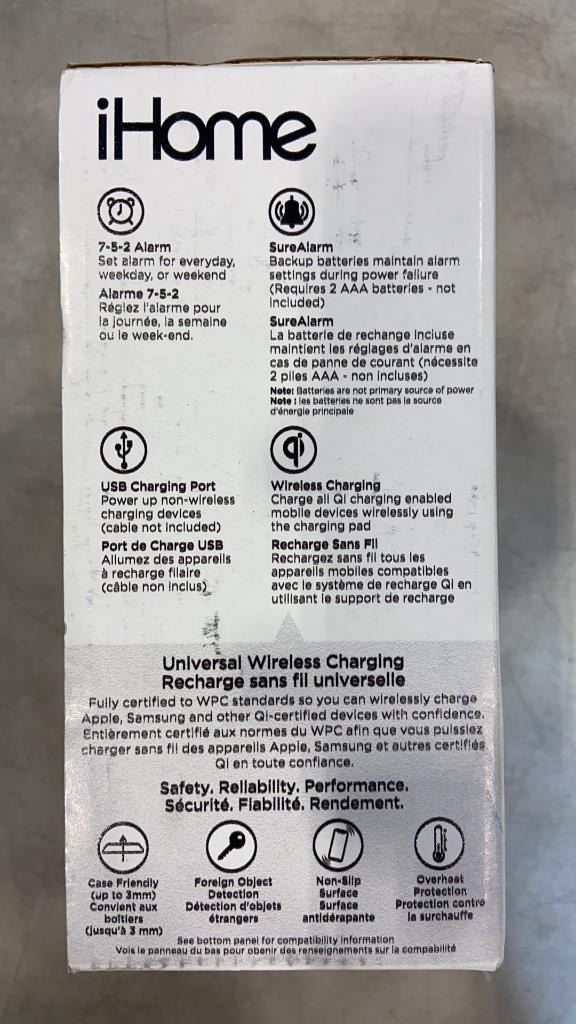 iHome
7-5-2 Alarm
Set alarm for everyday,
weekday, or weekend
Alarme 7-5-2
Réglez l'alarme pour
la journée, la semaine
ou le week-end.
SureAlarm
Backup batteries maintain alarm
settings during power failure
(Requires 2 AAA batteries - not
included)
SureAlarm
La batterie de rechange incluse
maintient les réglages d'alarme en
cas de panne de courant (nécessite
2 piles AAA - non incluses)
Note: Batteries are not primary source of power
Note : les batteries ne sont pas la source
d'énergie principale
USB Charging Port
Power up non-wireless
charging devices
(cable not included)
Port de Charge USB
Allumez des appareils
à recharge filaire
(câble non inclus)
qi
Wireless Charging
Charge all Qi charging enabled
mobile devices wirelessly using
the charging pad
Recharge Sans Fil
Rechargez sans fil tous les
appareils mobiles compatibles
avec le système de recharge Qi en
utilisant le support de recharge
Universal Wireless Charging
Recharge sans fil universelle
Fully certified to WPC standards so you can wirelessly charge
Apple, Samsung and other Qi-certified devices with confidence.
Entièrement certifié aux normes du WPC afin que vous puissiez
charger sans fil des appareils Apple, Samsung et autres certifiés
Qi en toute confiance.
Safety. Reliability. Performance.
Sécurité. Fiabilité. Rendement.
Case Friendly
(up to 3mm)
Convient aux
boîtiers
(jusqu'à 3 mm)
Foreign Object
Detection
Détection d'objets
étrangers
Non-Slip
Surface
Surface
antidérapante
Overheat
Protection
Protection contre
la surchauffe
See bottom panel for compatibility information
Vois le panneau du bas pour obenir des renseignements sur la compabilité